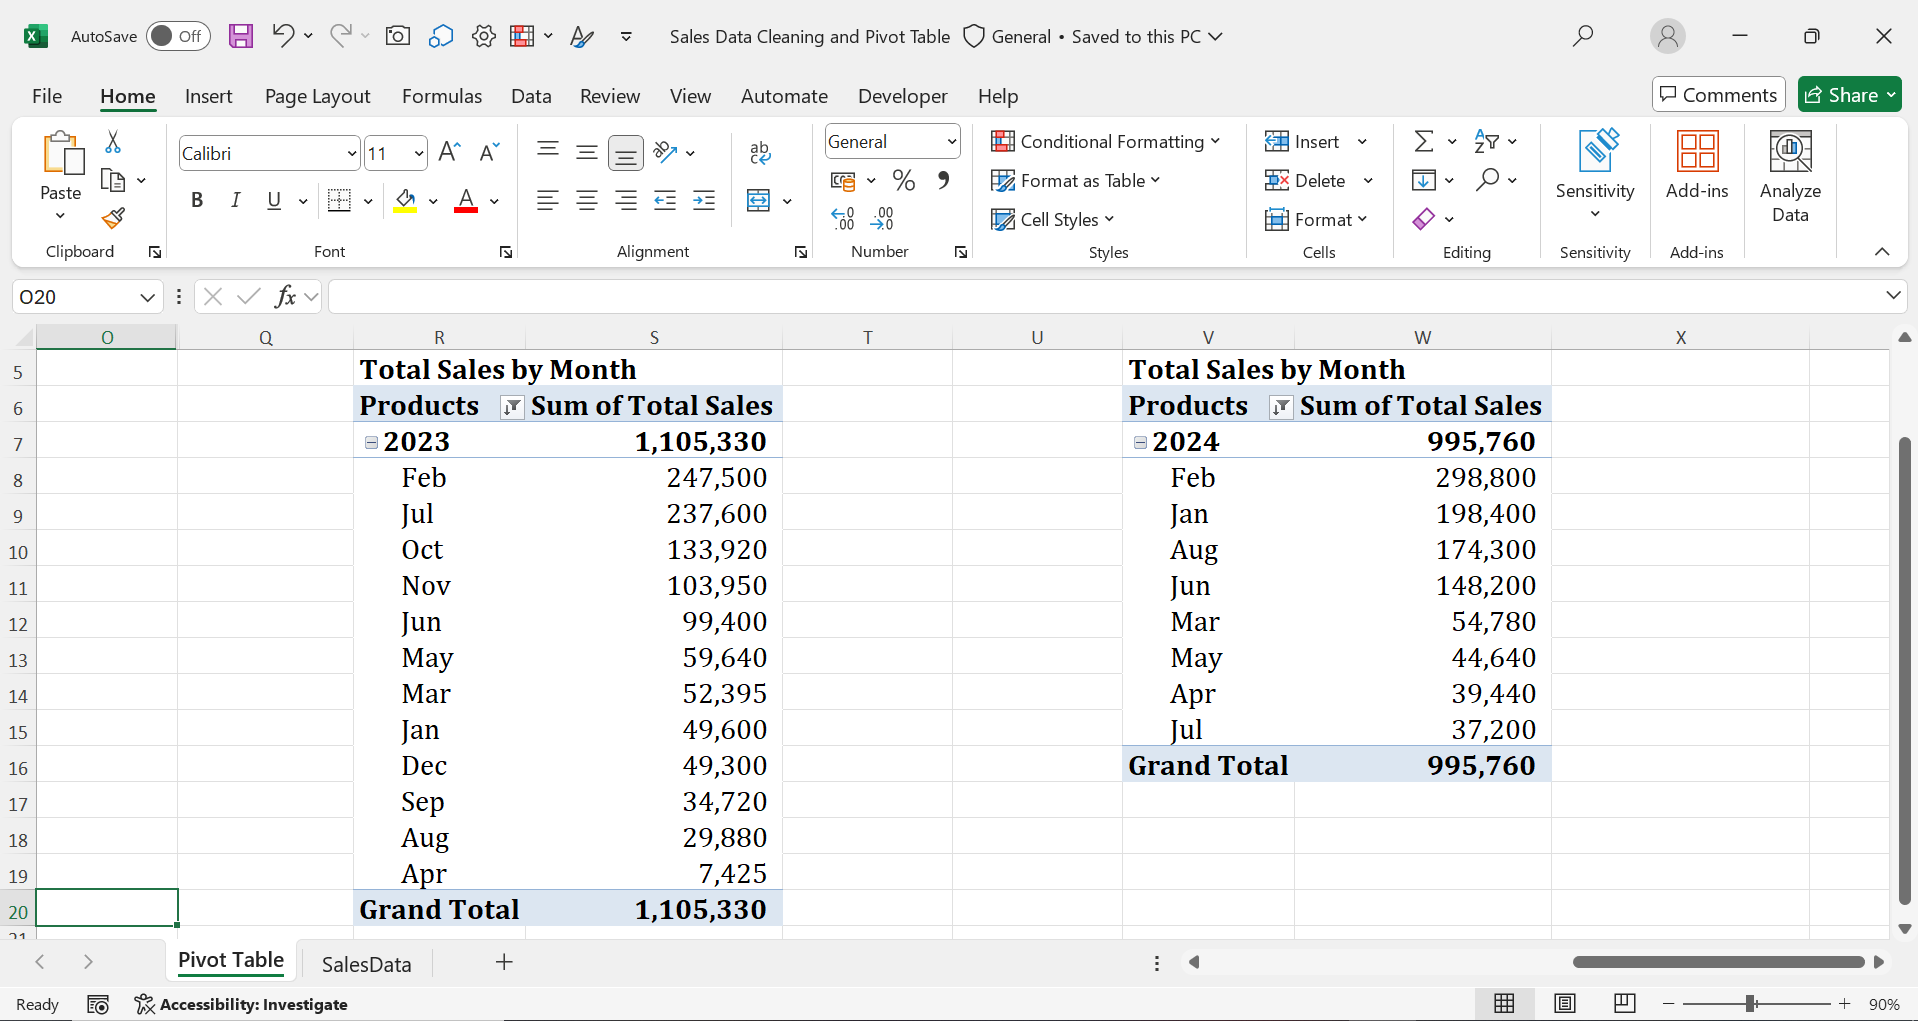 AutoSave Off Sales Data Cleaning and Pivot Table General • Saved to this PC
File Home Insert Page Layout Formulas Data Review View Automate Developer Help Comments Share
Paste
Clipboard
Calibri 11
B I U
Font
Alignment
General
Number
Conditional Formatting
Format as Table
Cell Styles
Styles
Insert
Delete
Format
Cells
Editing
Sensitivity
Sensitivity
Add-ins
Add-ins
Analyze
Data
O20 fx
O Q R S T U V W X
5 Total Sales by Month Total Sales by Month
6 Products Sum of Total Sales Products Sum of Total Sales
7 2023 1,105,330 2024 995,760
8 Feb 247,500 Feb 298,800
9 Jul 237,600 Jan 198,400
10 Oct 133,920 Aug 174,300
11 Nov 103,950 Jun 148,200
12 Jun 99,400 Mar 54,780
13 May 59,640 May 44,640
14 Mar 52,395 Apr 39,440
15 Jan 49,600 Jul 37,200
16 Dec 49,300 Grand Total 995,760
17 Sep 34,720
18 Aug 29,880
19 Apr 7,425
20 Grand Total 1,105,330
21
Pivot Table SalesData
Ready Accessibility: Investigate 90%